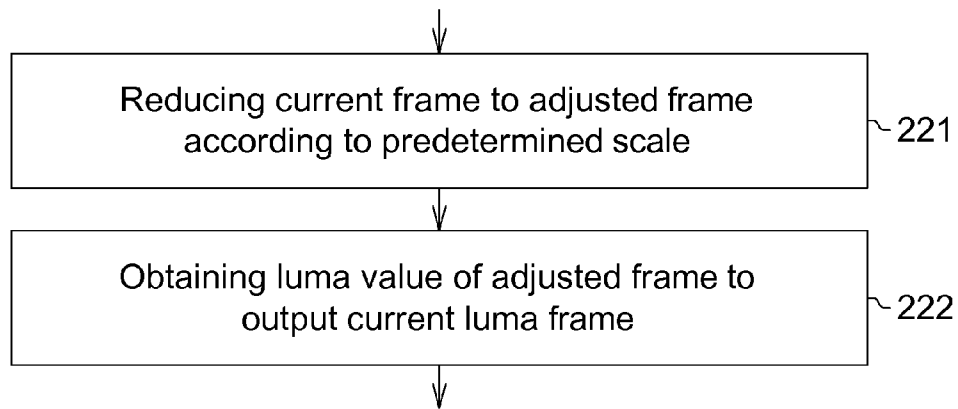 Reducing current frame to adjusted frame
according to predetermined scale
221
Obtaining luma value of adjusted frame to
output current luma frame
222